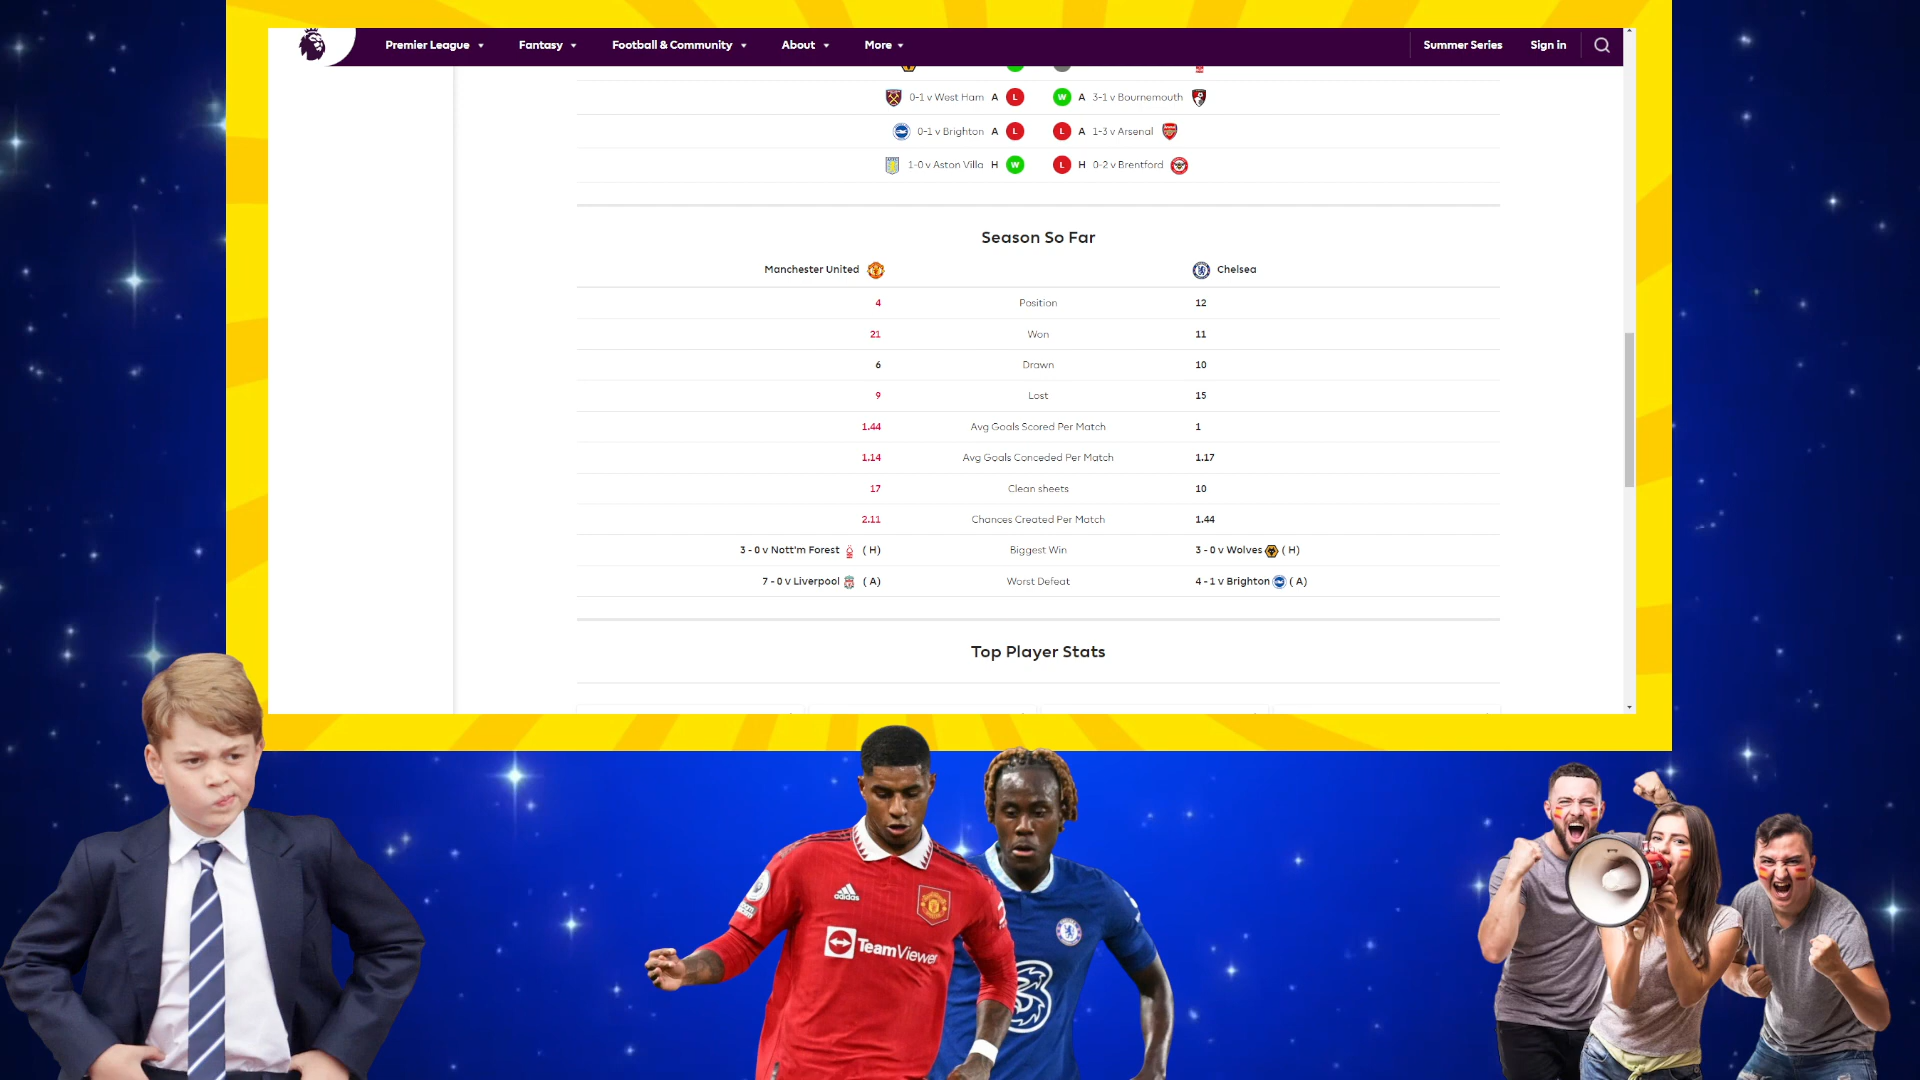 Premier League Fantasy Football & Community About More Summer Series Sign in
0-1 v West Ham A L W A 3-1 v Bournemouth
0-1 v Brighton A L L A 1-3 v Arsenal
1-0 v Aston Villa H W L H 0-2 v Brentford
Season So Far
Manchester United Chelsea
4 Position 12
21 Won 11
6 Drawn 10
9 Lost 15
1.44 Avg Goals Scored Per Match 1
1.14 Avg Goals Conceded Per Match 1.17
17 Clean sheets 10
2.11 Chances Created Per Match 1.44
3 - 0 v Nott'm Forest ( H ) Biggest Win 3 - 0 v Wolves ( H )
7 - 0 v Liverpool ( A ) Worst Defeat 4 - 1 v Brighton ( A )
Top Player Stats
adidas
TeamViewer
3